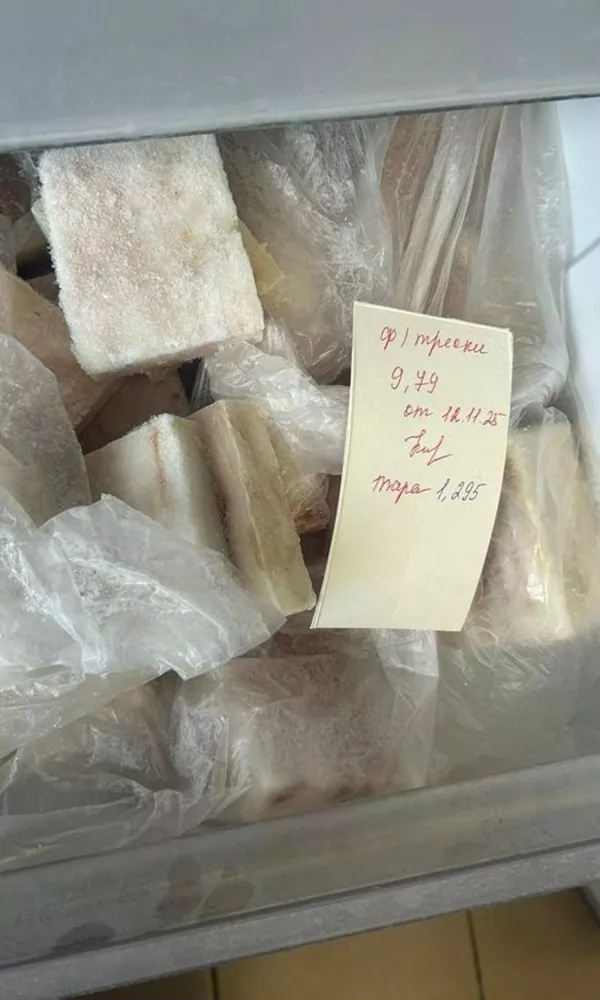 ф/трески
9,79
от 12.11.25
тара 1,295